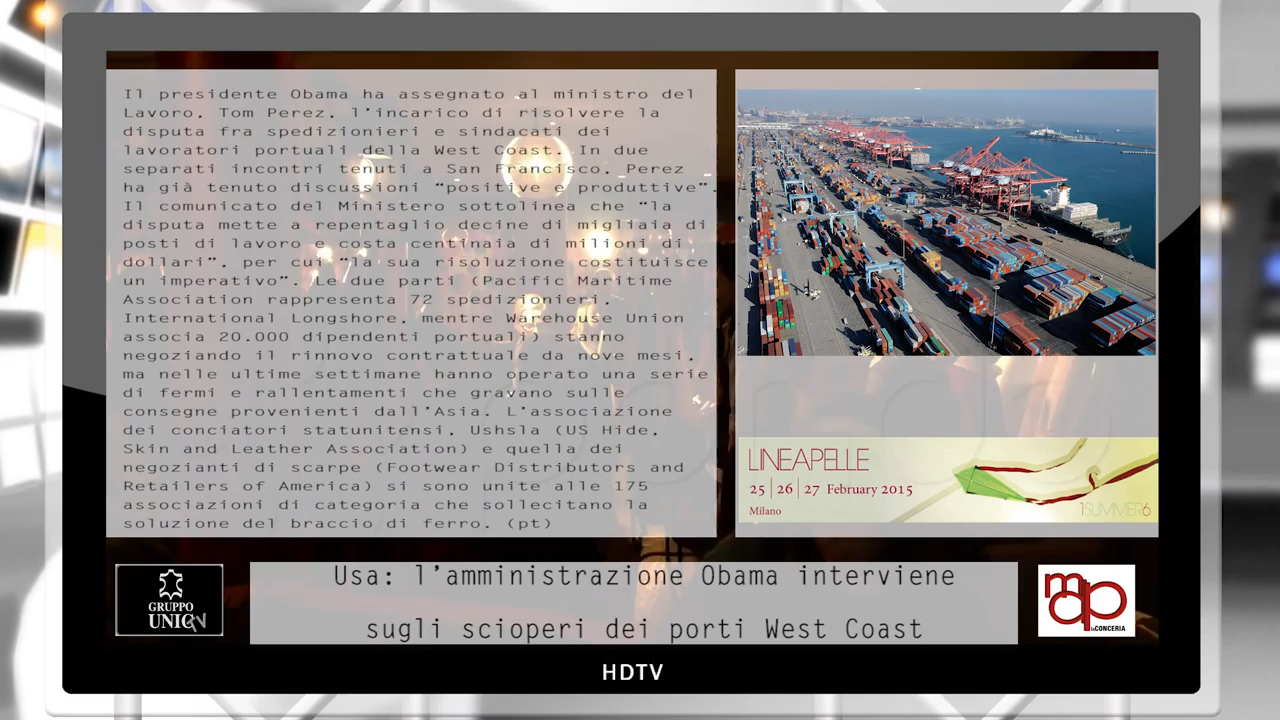 Il presidente Obama ha assegnato al ministro del
Lavoro, Tom Perez, l'incarico di risolvere la
disputa fra spedizionieri e sindacati dei
lavoratori portuali della West Coast. In due
separati incontri tenuti a San Francisco, Perez
ha già tenuto discussioni "positive e produttive".
Il comunicato del Ministero sottolinea che "la
disputa mette a repentaglio decine di migliaia di
posti di lavoro e costa centinaia di milioni di
dollari", per cui "la sua risoluzione costituisce
un imperativo". Le due parti (Pacific Maritime
Association rappresenta 72 spedizionieri,
International Longshore, mentre Warehouse Union
associa 20.000 dipendenti portuali) stanno
negoziando il rinnovo contrattuale da nove mesi,
ma nelle ultime settimane hanno operato una serie
di fermi e rallentamenti che gravano sulle
consegne provenienti dall'Asia. L'associazione
dei conciatori statunitensi, Ushsla (US Hide,
Skin and Leather Association) e quella dei
negozianti di scarpe (Footwear Distributors and
Retailers of America) si sono unite alle 175
associazioni di categoria che sollecitano la
soluzione del braccio di ferro. (pt)
LINEAPELLE
25 | 26 | 27 February 2015
Milano
1SUMMER6
GRUPPO
UNIC TV
Usa: l'amministrazione Obama interviene
sugli scioperi dei porti West Coast
mdp
laCONCERIA
HDTV